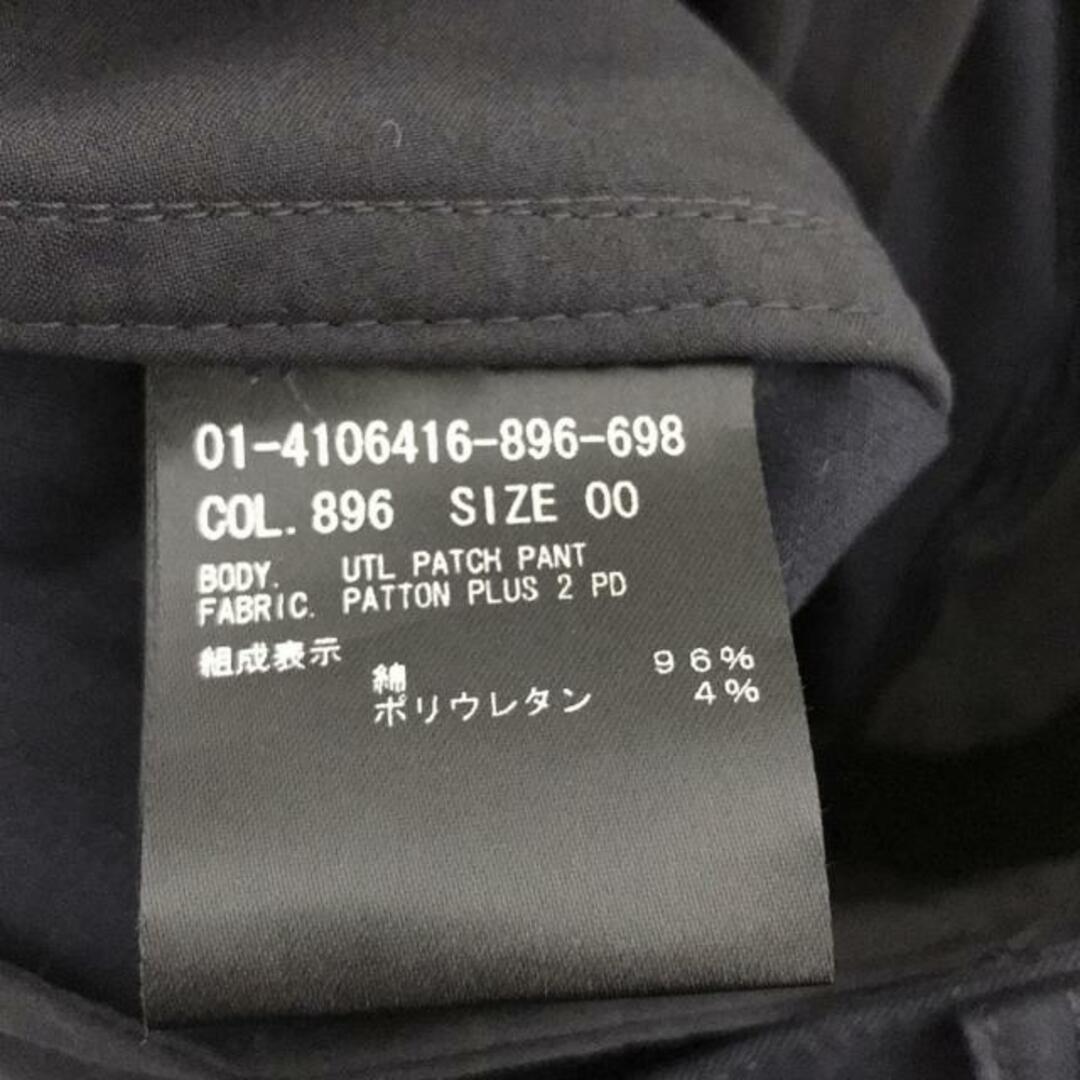 01-4106416-896-698
COL. 896 SIZE 00
BODY. UTL PATCH PANT
FABRIC. PATTON PLUS 2 PD
組成表示
綿 96%
ポリウレタン 4%